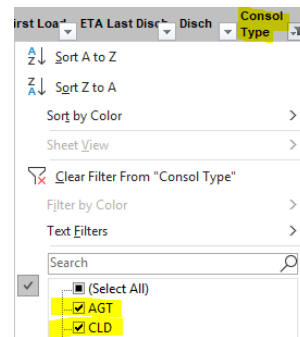 irst Load ETA Last Disch Disch Consol Type
Sort A to Z
Sort Z to A
Sort by Color
Sheet View
Clear Filter From "Consol Type"
Filter by Color
Text Filters
Search
(Select All)
AGT
CLD